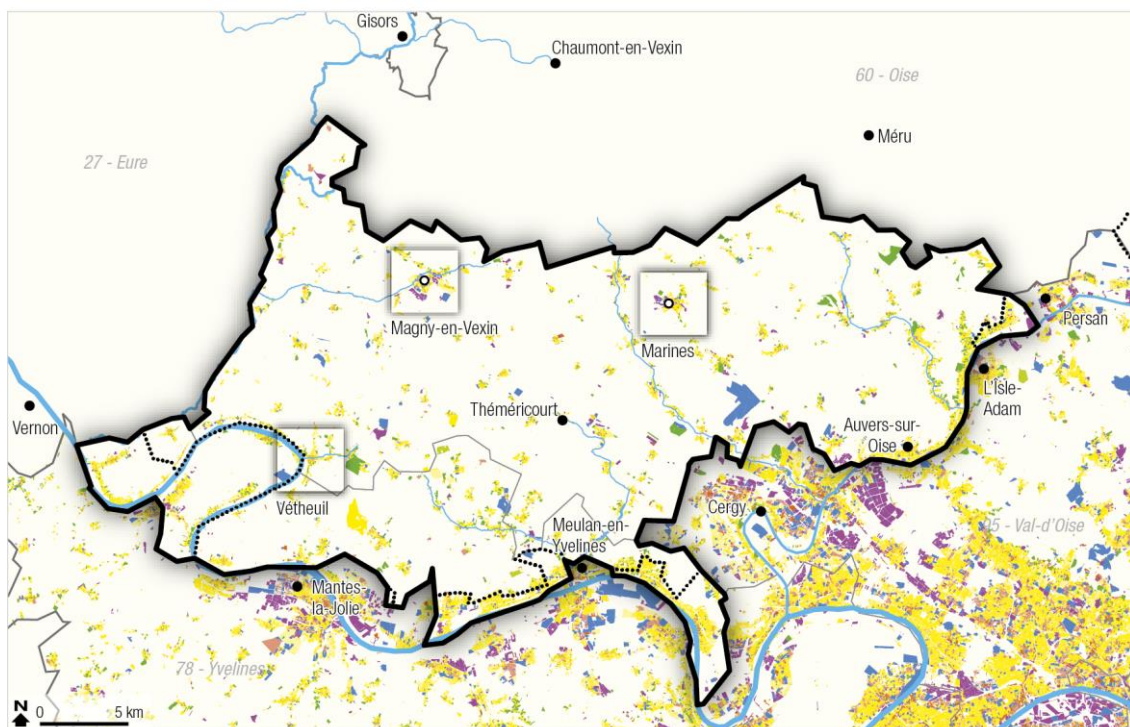 Gisors
Chaumont-en-Vexin
60 - Oise
Méru
27 - Eure
Magny-en-Vexin
Marines
Persan
L'Isle-
Adam
Théméricourt
Auvers-sur-
Oise
Vernon
Vétheuil
Cergy
Meulan-en-
Yvelines
95 - Val-d'Oise
Mantes-
la-Jolie
78 - Yvelines
N
0
5 km